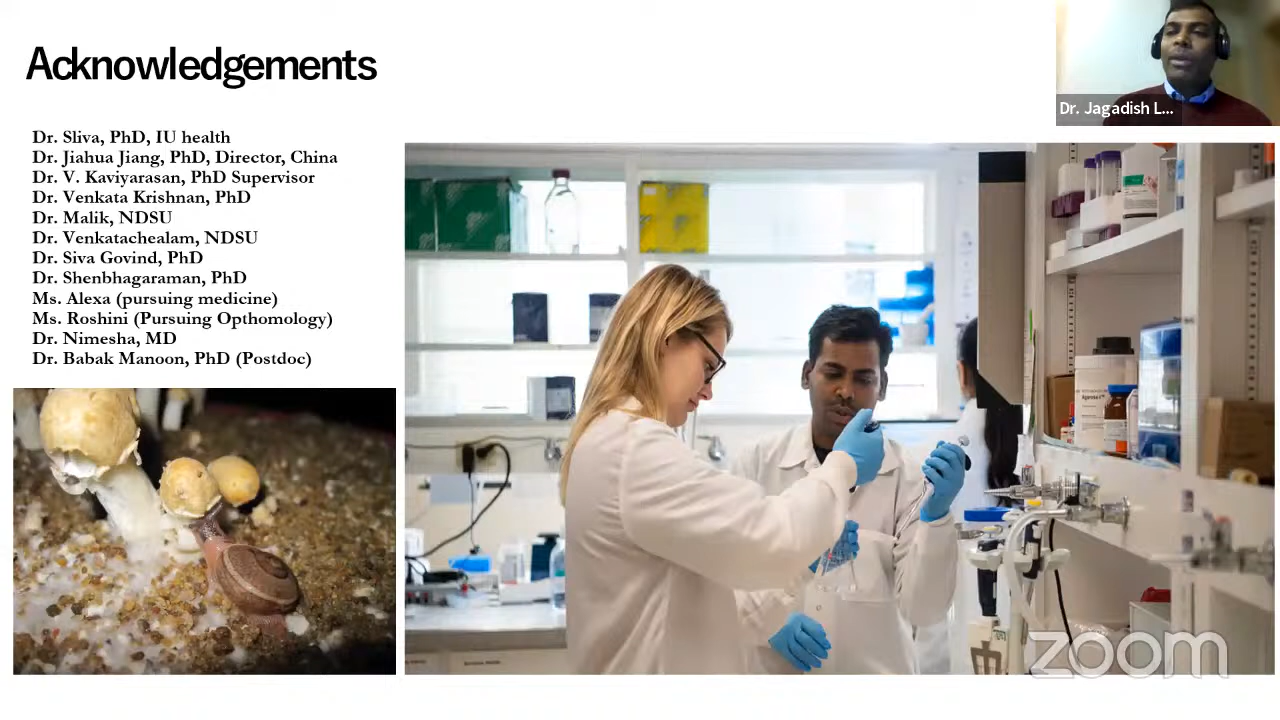 Acknowledgements
Dr. Sliva, PhD, IU health
Dr. Jiahua Jiang, PhD, Director, China
Dr. V. Kaviyarasan, PhD Supervisor
Dr. Venkata Krishnan, PhD
Dr. Malik, NDSU
Dr. Venkatachealam, NDSU
Dr. Siva Govind, PhD
Dr. Shenbhagaraman, PhD
Ms. Alexa (pursuing medicine)
Ms. Roshini (Pursuing Opthomology)
Dr. Nimesha, MD
Dr. Babak Manoon, PhD (Postdoc)
Dr. Jagadish L...
zoom